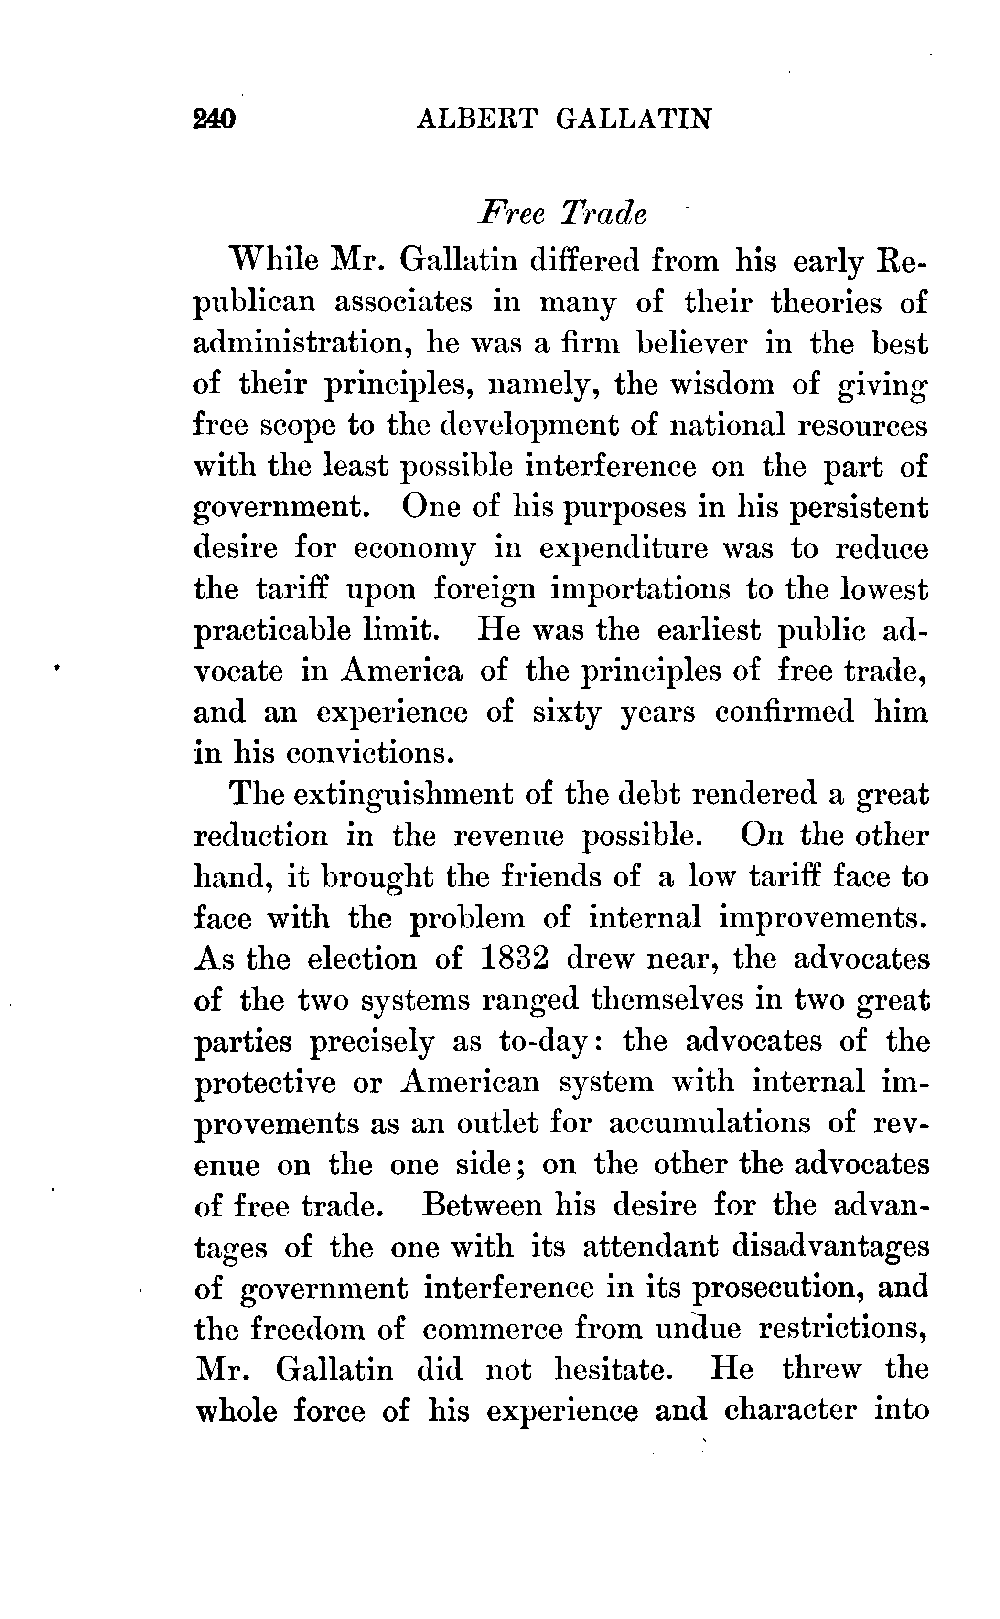 240 ALBERT GALLATIN
Free Trade
While Mr. Gallatin differed from his early Re-
publican associates in many of their theories of
administration, he was a firm believer in the best
of their principles, namely, the wisdom of giving
free scope to the development of national resources
with the least possible interference on the part of
government. One of his purposes in his persistent
desire for economy in expenditure was to reduce
the tariff upon foreign importations to the lowest
practicable limit. He was the earliest public ad-
vocate in America of the principles of free trade,
and an experience of sixty years confirmed him
in his convictions.
The extinguishment of the debt rendered a great
reduction in the revenue possible. On the other
hand, it brought the friends of a low tariff face to
face with the problem of internal improvements.
As the election of 1832 drew near, the advocates
of the two systems ranged themselves in two great
parties precisely as to-day: the advocates of the
protective or American system with internal im-
provements as an outlet for accumulations of rev-
enue on the one side; on the other the advocates
of free trade. Between his desire for the advan-
tages of the one with its attendant disadvantages
of government interference in its prosecution, and
the freedom of commerce from undue restrictions,
Mr. Gallatin did not hesitate. He threw the
whole force of his experience and character into